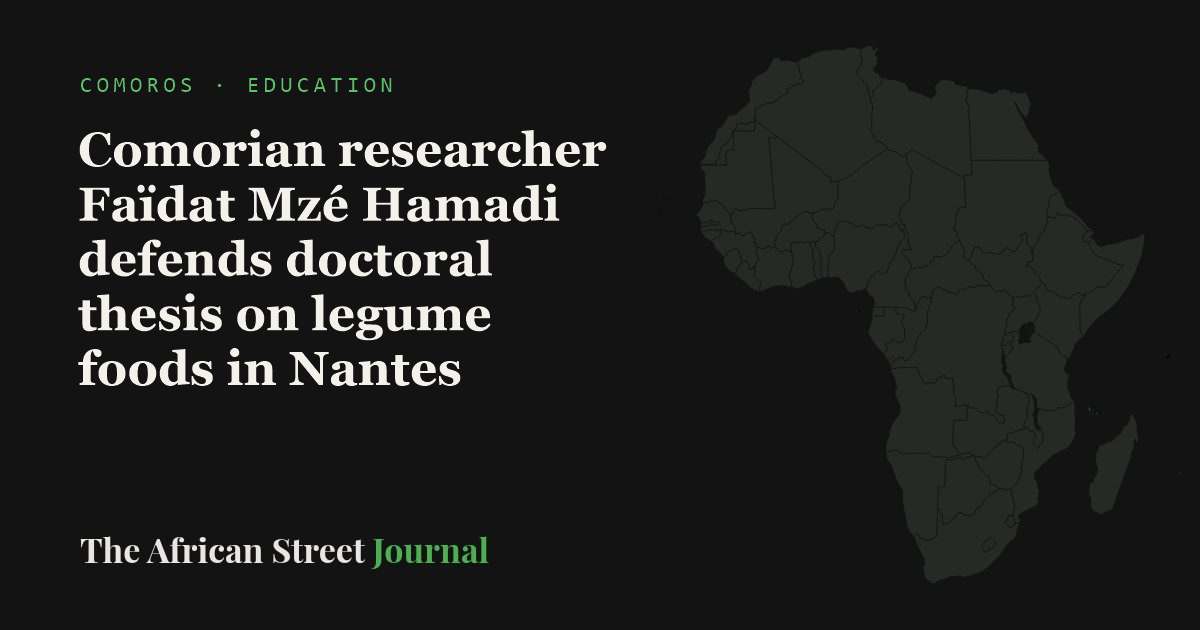 COMOROS · EDUCATION
Comorian researcher
Faïdat Mzé Hamadi
defends doctoral
thesis on legume
foods in Nantes
The African Street Journal